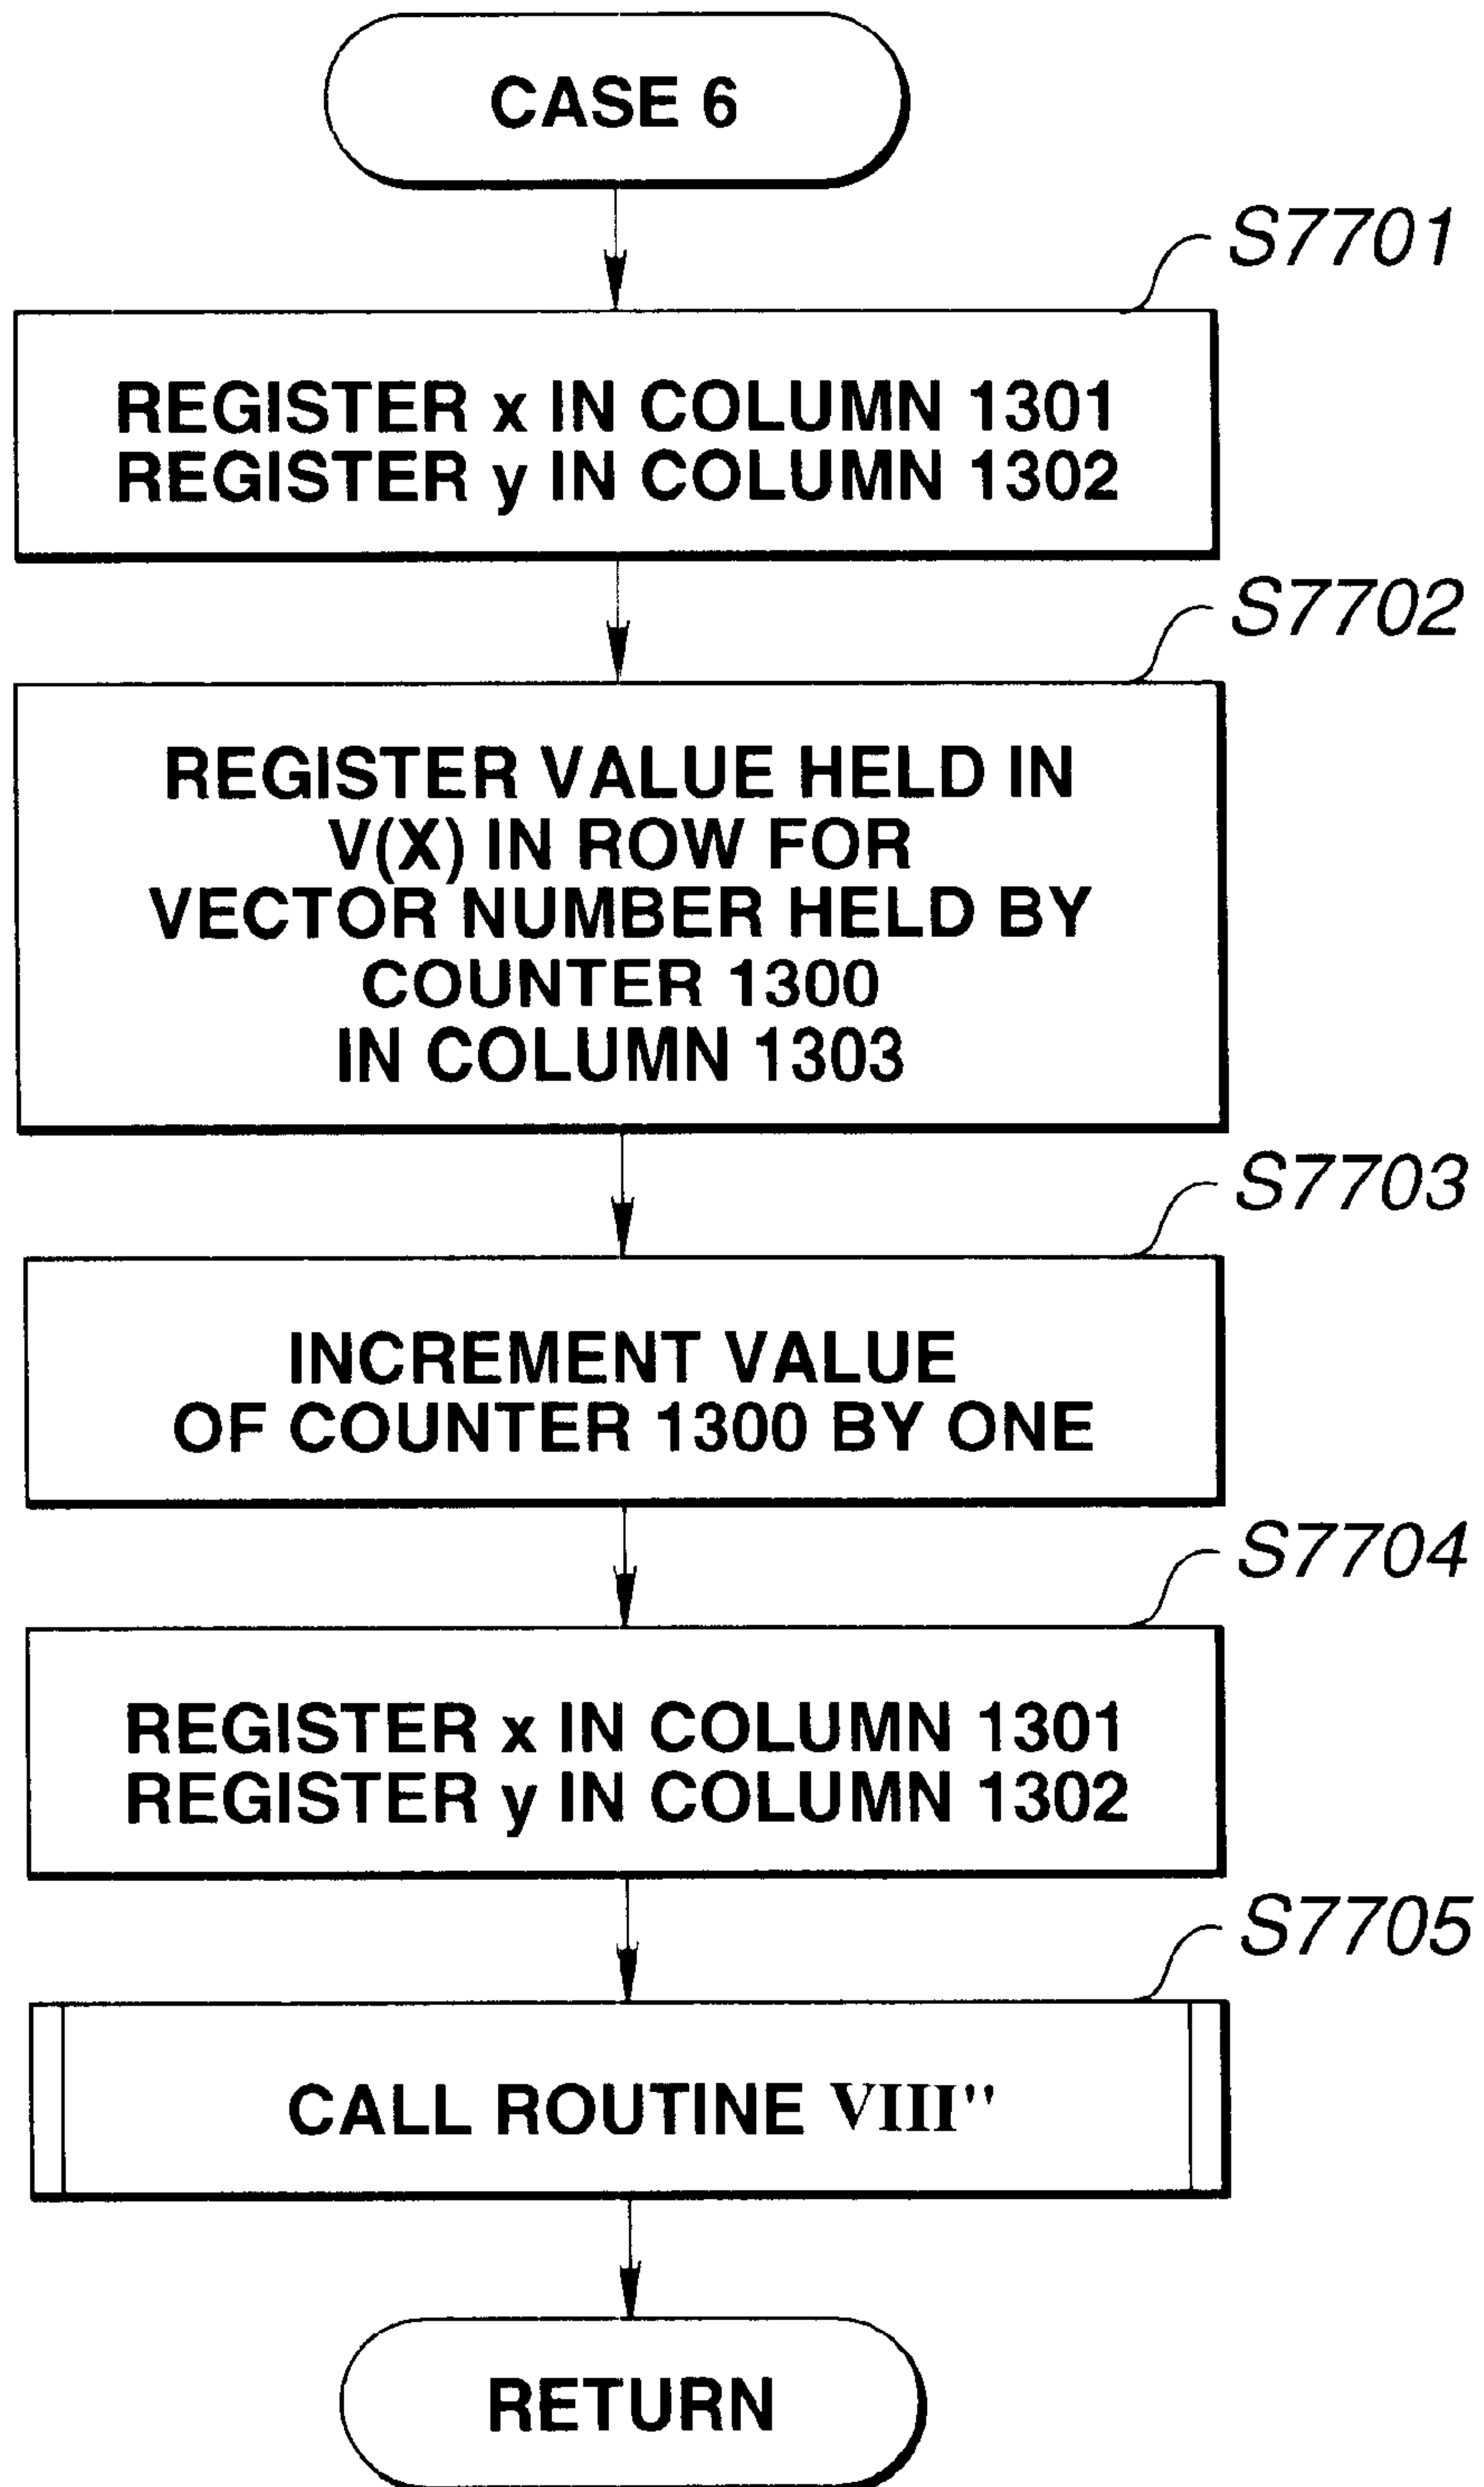 CASE 6
S7701
REGISTER x IN COLUMN 1301
REGISTER y IN COLUMN 1302
S7702
REGISTER VALUE HELD IN
V(X) IN ROW FOR
VECTOR NUMBER HELD BY
COUNTER 1300
IN COLUMN 1303
S7703
INCREMENT VALUE
OF COUNTER 1300 BY ONE
S7704
REGISTER x IN COLUMN 1301
REGISTER y IN COLUMN 1302
S7705
CALL ROUTINE VIII"
RETURN